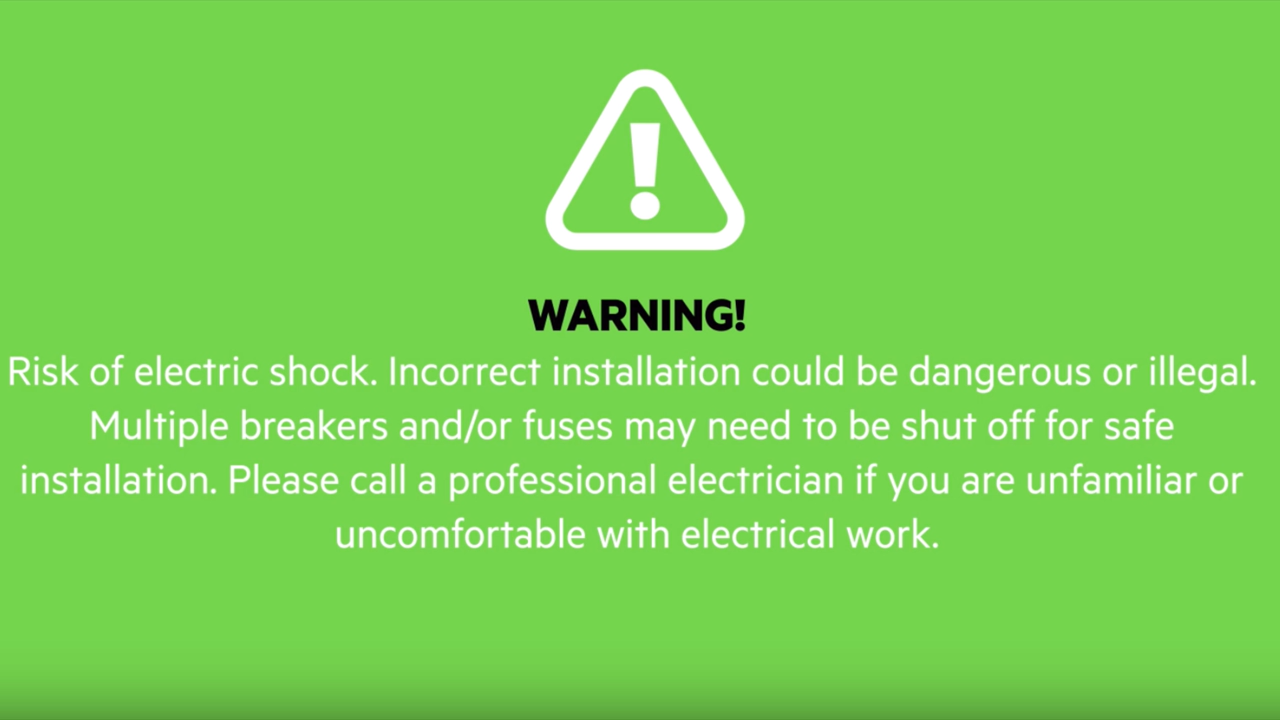 WARNING!
Risk of electric shock. Incorrect installation could be dangerous or illegal.
Multiple breakers and/or fuses may need to be shut off for safe
installation. Please call a professional electrician if you are unfamiliar or
uncomfortable with electrical work.